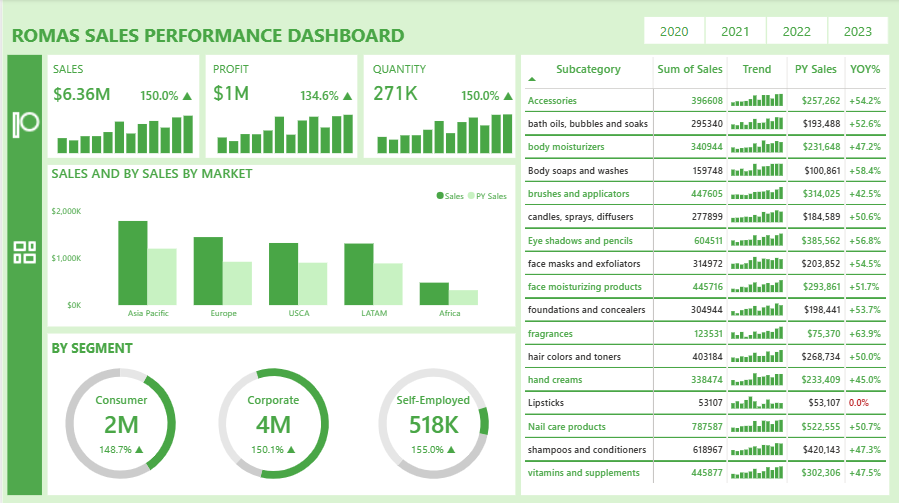 ROMAS SALES PERFORMANCE DASHBOARD
2020 2021 2022 2023
SALES
$6.36M 150.0% ▲
PROFIT
$1M 134.6% ▲
QUANTITY
271K 150.0% ▲
SALES AND BY SALES BY MARKET
Sales PY Sales
$2,000K
$1,000K
$0K
Asia Pacific Europe USCA LATAM Africa
BY SEGMENT
Consumer
2M
148.7% ▲
Corporate
4M
150.1% ▲
Self-Employed
518K
155.0% ▲
Subcategory Sum of Sales Trend PY Sales YOY%
Accessories 396608 $257,262 +54.2%
bath oils, bubbles and soaks 295340 $193,488 +52.6%
body moisturizers 340944 $231,648 +47.2%
Body soaps and washes 159748 $100,861 +58.4%
brushes and applicators 447605 $314,025 +42.5%
candles, sprays, diffusers 277899 $184,589 +50.6%
Eye shadows and pencils 604511 $385,562 +56.8%
face masks and exfoliators 314972 $203,852 +54.5%
face moisturizing products 445716 $293,861 +51.7%
foundations and concealers 304944 $198,441 +53.7%
fragrances 123531 $75,370 +63.9%
hair colors and toners 403184 $268,734 +50.0%
hand creams 338474 $233,409 +45.0%
Lipsticks 53107 $53,107 0.0%
Nail care products 787587 $522,555 +50.7%
shampoos and conditioners 618967 $420,143 +47.3%
vitamins and supplements 445877 $302,306 +47.5%